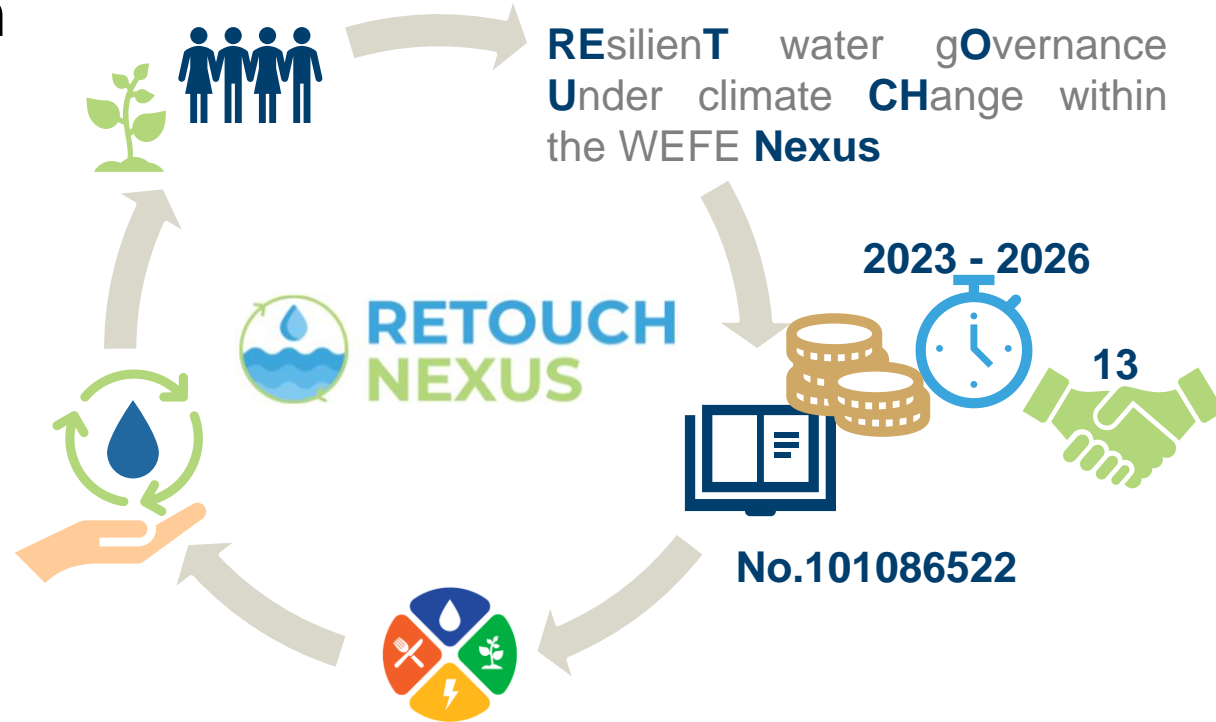 REsilienT water gOvernance
Under climate CHange within
the WEFE Nexus
2023 - 2026
RETOUCH
NEXUS
13
No.101086522